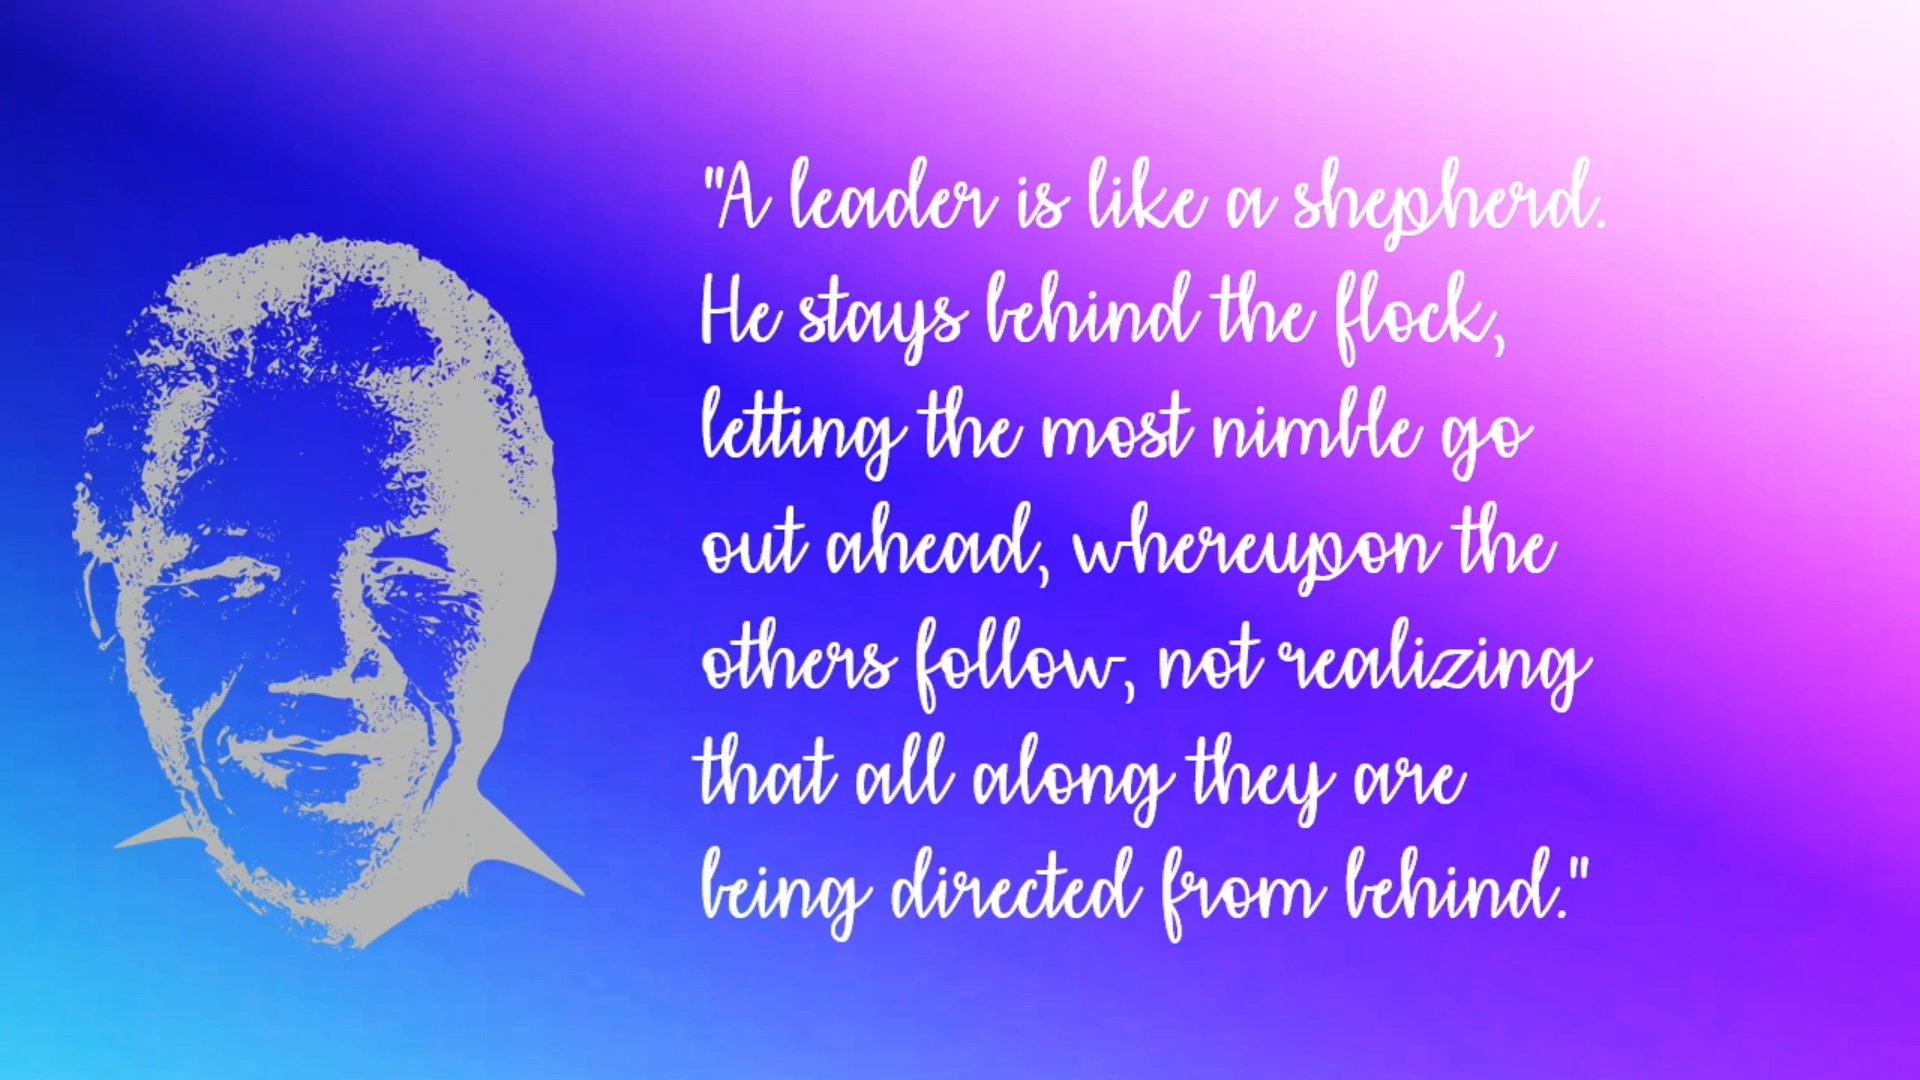 "A leader is like a shepherd.
He stays behind the flock,
letting the most nimble go
out ahead, whereupon the
others follow, not realizing
that all along they are
being directed from behind."